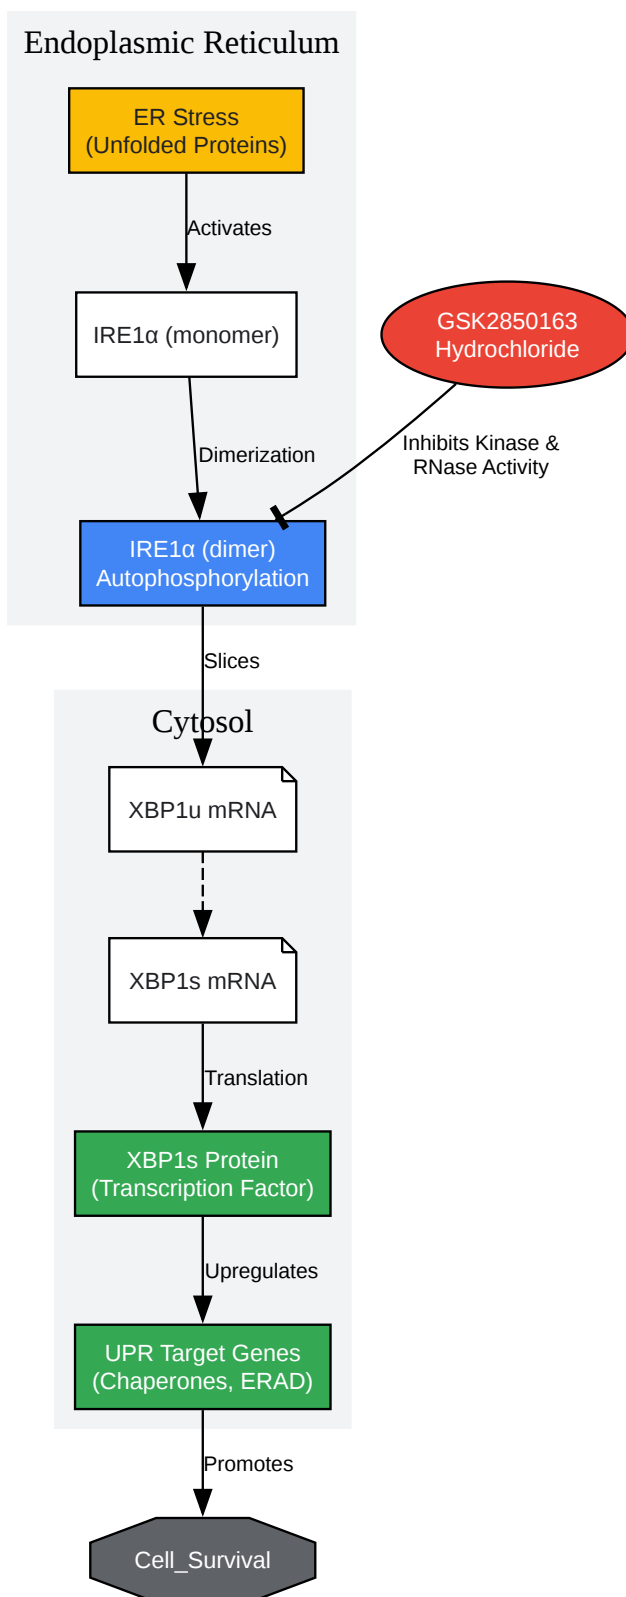 Endoplasmic Reticulum
ER Stress
(Unfolded Proteins)
Activates
IRE1α (monomer)
GSK2850163
Hydrochloride
Dimerization
Inhibits Kinase &
RNase Activity
IRE1α (dimer)
Autophosphorylation
Slices
Cytosol
XBP1u mRNA
XBP1s mRNA
Translation
XBP1s Protein
(Transcription Factor)
Upregulates
UPR Target Genes
(Chaperones, ERAD)
Promotes
Cell_Survival